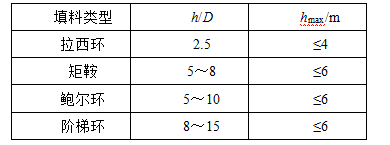 填料类型 h/D hmax/m
拉西环 2.5 ≤4
矩鞍 5～8 ≤6
鲍尔环 5～10 ≤6
阶梯环 8～15 ≤6